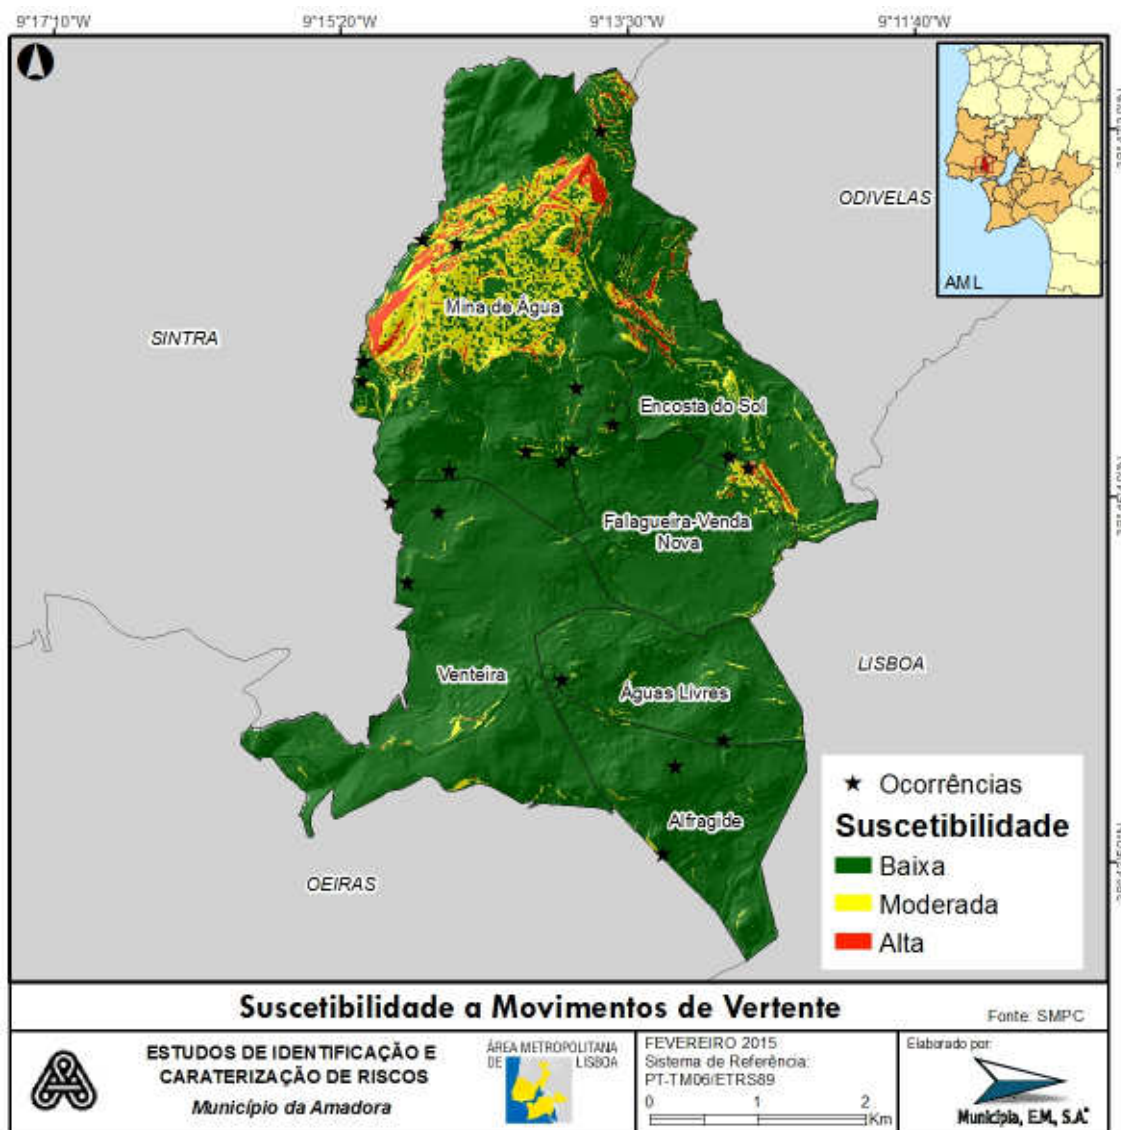 9°17'10"W
9°15'20"W
9°13'30"W
9°11'40"W
ODIVELAS
AML
SINTRA
Mina de Água
Encosta do Sol
Falagueira-Venda
Nova
LISBOA
Venteira
Águas Livres
Alfragide
OEIRAS
Ocorrências
Suscetibilidade
Baixa
Moderada
Alta
Suscetibilidade a Movimentos de Vertente
Fonte: SMPC
ESTUDOS DE IDENTIFICAÇÃO E
CARATERIZAÇÃO DE RISCOS
Município da Amadora
ÁREA METROPOLITANA
DE LISBOA
FEVEREIRO 2015
Sistema de Referência:
PT-TM06/ETRS89
0 1 2
Km
Elaborado por:
Municípia, E.M., S.A.